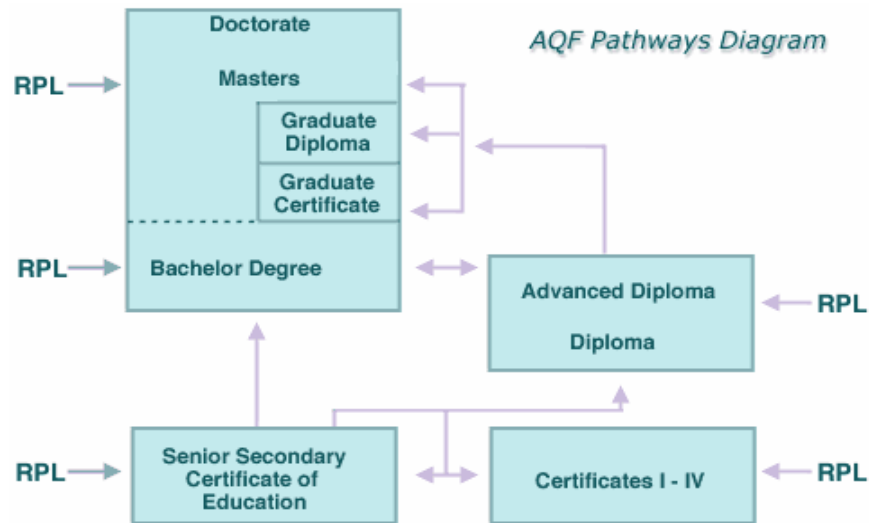 Doctorate
AQF Pathways Diagram
RPL
Masters
Graduate
Diploma
Graduate
Certificate
RPL
Bachelor Degree
Advanced Diploma
RPL
Diploma
RPL
Senior Secondary
Certificate of
Education
Certificates I - IV
RPL